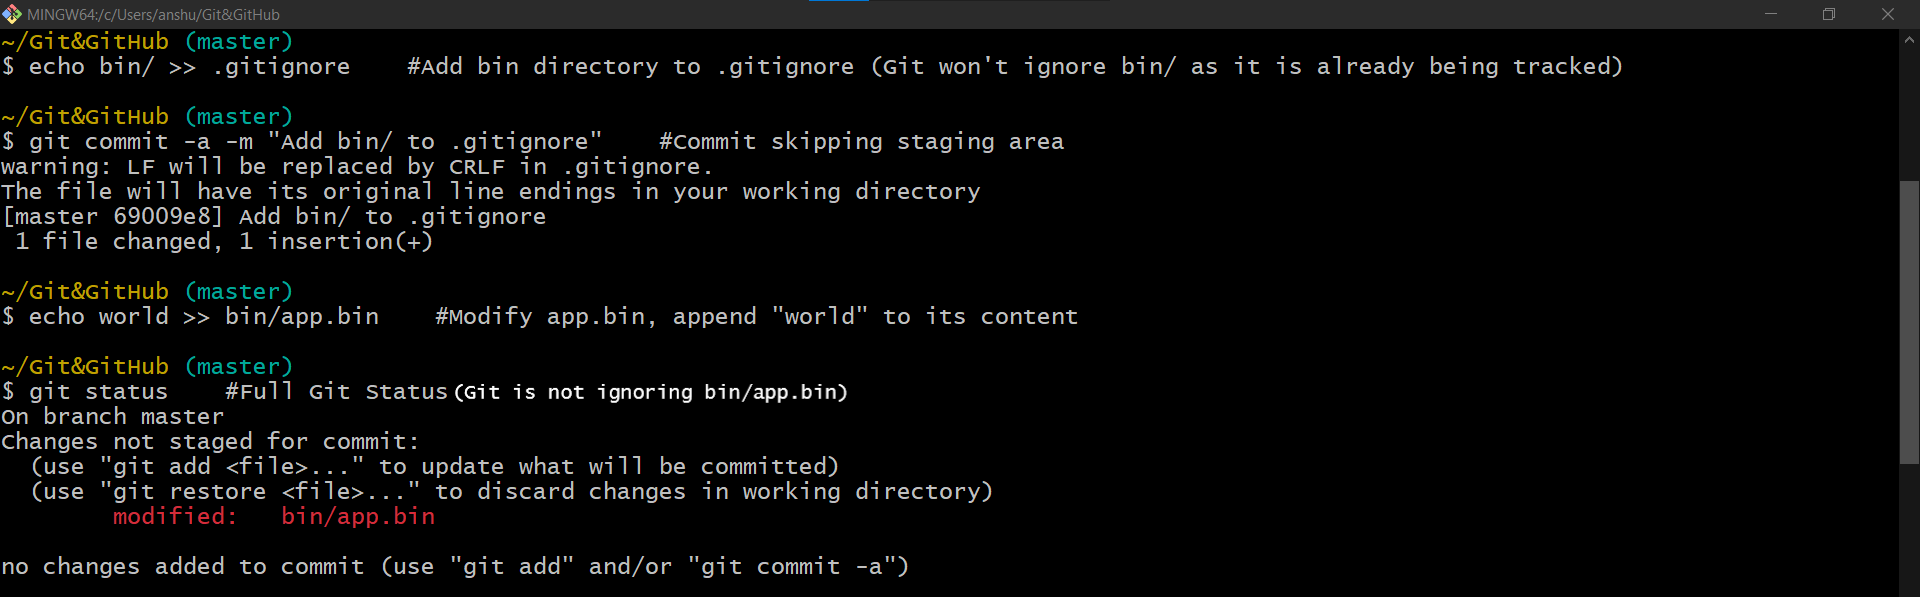 MINGW64:/c/Users/anshu/Git&GitHub
~/Git&GitHub (master)
$ echo bin/ >> .gitignore    #Add bin directory to .gitignore (Git won't ignore bin/ as it is already being tracked)
~/Git&GitHub (master)
$ git commit -a -m "Add bin/ to .gitignore"    #Commit skipping staging area
warning: LF will be replaced by CRLF in .gitignore.
The file will have its original line endings in your working directory
[master 69009e8] Add bin/ to .gitignore
 1 file changed, 1 insertion(+)
~/Git&GitHub (master)
$ echo world >> bin/app.bin    #Modify app.bin, append "world" to its content
~/Git&GitHub (master)
$ git status    #Full Git Status (Git is not ignoring bin/app.bin)
On branch master
Changes not staged for commit:
  (use "git add <file>..." to update what will be committed)
  (use "git restore <file>..." to discard changes in working directory)
        modified:   bin/app.bin
no changes added to commit (use "git add" and/or "git commit -a")